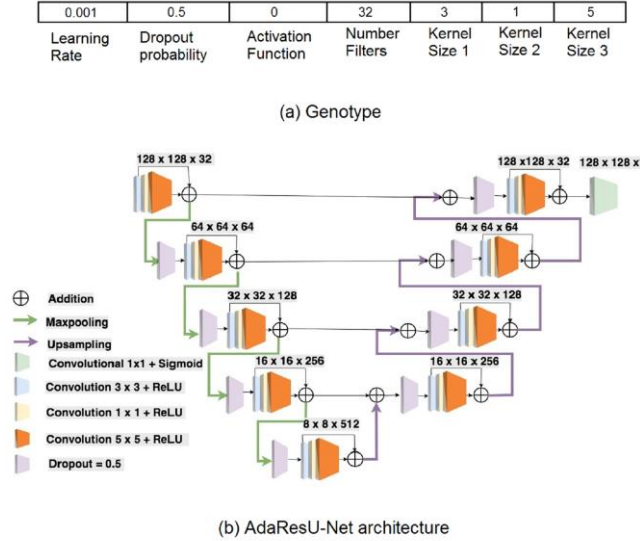 0.001 0.5 0 32 3 1 5
Learning Rate Dropout probability Activation Function Number Filters Kernel Size 1 Kernel Size 2 Kernel Size 3
(a) Genotype
128 x 128 x 32 128 x128 x 32 128 x 128 x
64 x 64 x 64 64 x 64 x 64
32 x 32 x 128 32 x 32 x 128
16 x 16 x 256 16 x 16 x 256
8 x 8 x 512
Addition
Maxpooling
Upsampling
Convolutional 1x1 + Sigmoid
Convolution 3 x 3 + ReLU
Convolution 1 x 1 + ReLU
Convolution 5 x 5 + ReLU
Dropout = 0.5
(b) AdaResU-Net architecture